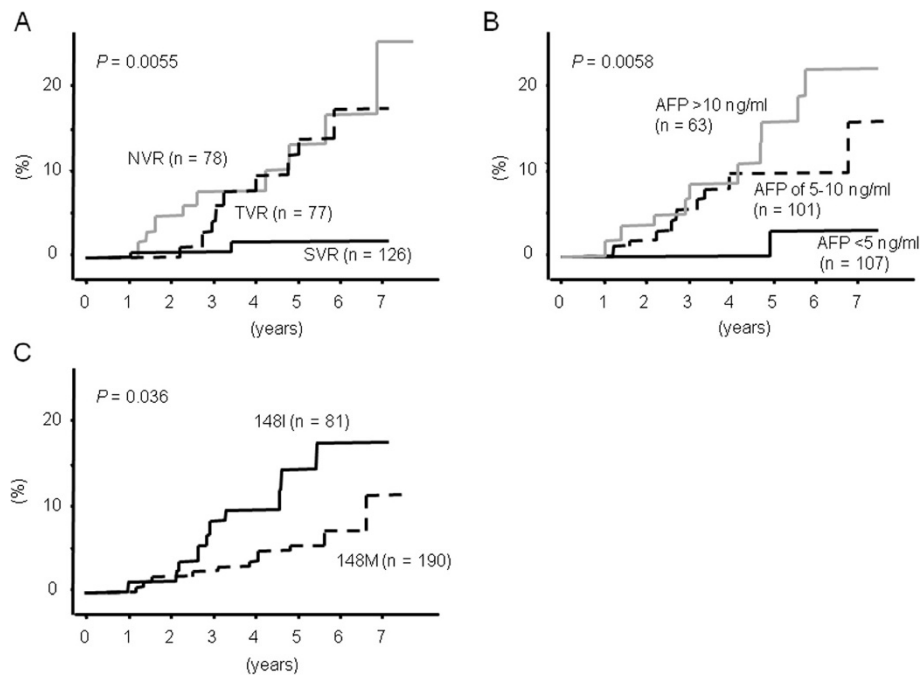 A
P = 0.0055
20
10
0
(%)
NVR (n = 78)
TVR (n = 77)
SVR (n = 126)
0 1 2 3 4 5 6 7
(years)
B
P = 0.0058
20
10
0
(%)
AFP >10 ng/ml
(n = 63)
AFP of 5-10 ng/ml
(n = 101)
AFP <5 ng/ml
(n = 107)
0 1 2 3 4 5 6 7
(years)
C
P = 0.036
20
10
0
(%)
148I (n = 81)
148M (n = 190)
0 1 2 3 4 5 6 7
(years)